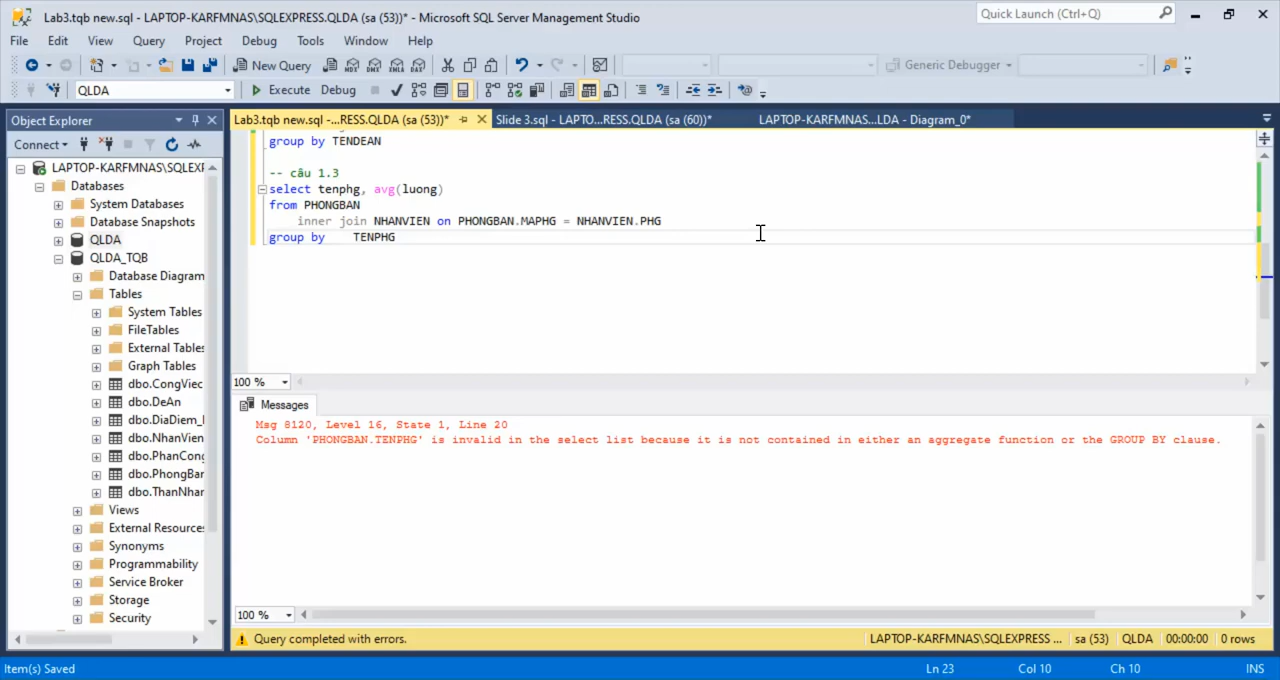 Lab3.tqb new.sql - LAPTOP-KARFMNAS\SQLEXPRESS.QLDA (sa (53))* - Microsoft SQL Server Management Studio
Quick Launch (Ctrl+Q)
File Edit View Query Project Debug Tools Window Help
New Query
MDX DMX XMLA DAX
Generic Debugger
QLDA
Execute Debug
Object Explorer
Lab3.tqb new.sql -...RESS.QLDA (sa (53))*
Slide 3.sql - LAPTO...RESS.QLDA (sa (60))*
LAPTOP-KARFMNAS...LDA - Diagram_0*
Connect
LAPTOP-KARFMNAS\SQLEXF
Databases
System Databases
Database Snapshots
QLDA
QLDA_TQB
Database Diagram
Tables
System Tables
FileTables
External Tables
Graph Tables
dbo.CongViec
dbo.DeAn
dbo.DiaDiem_
dbo.NhanVien
dbo.PhanCong
dbo.PhongBan
dbo.ThanNhan
Views
External Resources
Synonyms
Programmability
Service Broker
Storage
Security
group by TENDEAN
-- câu 1.3
select tenphg, avg(luong)
from PHONGBAN
inner join NHANVIEN on PHONGBAN.MAPHG = NHANVIEN.PHG
group by TENPHG
100 %
Messages
Msg 8120, Level 16, State 1, Line 20
Column 'PHONGBAN.TENPHG' is invalid in the select list because it is not contained in either an aggregate function or the GROUP BY clause.
100 %
Query completed with errors.
LAPTOP-KARFMNAS\SQLEXPRESS ... sa (53) QLDA 00:00:00 0 rows
Item(s) Saved
Ln 23 Col 10 Ch 10 INS